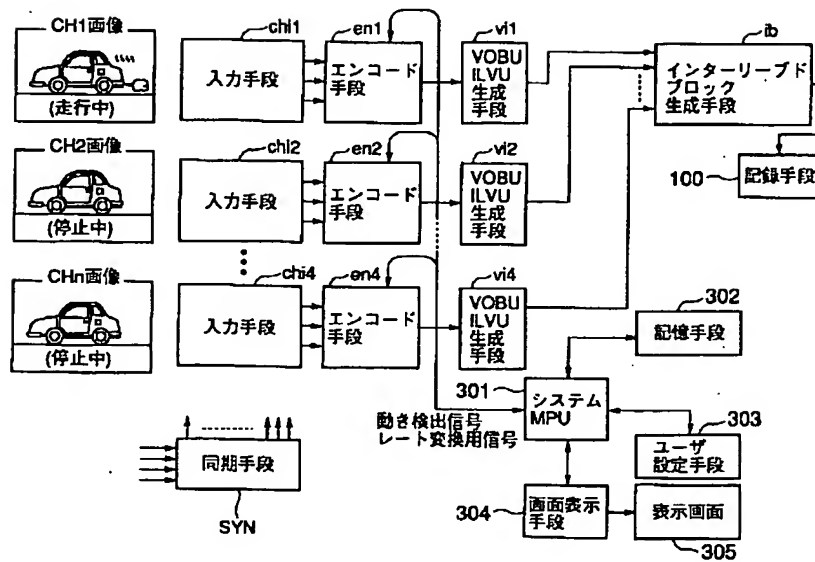 CH1画像
(走行中)
chi1
入力手段
en1
エンコード
手段
vi1
VOBU
ILVU
生成
手段
ib
インターリーブド
ブロック
生成手段
100
記録手段
CH2画像
(停止中)
chi2
入力手段
en2
エンコード
手段
vi2
VOBU
ILVU
生成
手段
CHn画像
(停止中)
chi4
入力手段
en4
エンコード
手段
vi4
VOBU
ILVU
生成
手段
302
記憶手段
301
システム
MPU
動き検出信号
レート変換用信号
303
ユーザ
設定手段
同期手段
SYN
304
画面表示
手段
表示画面
305